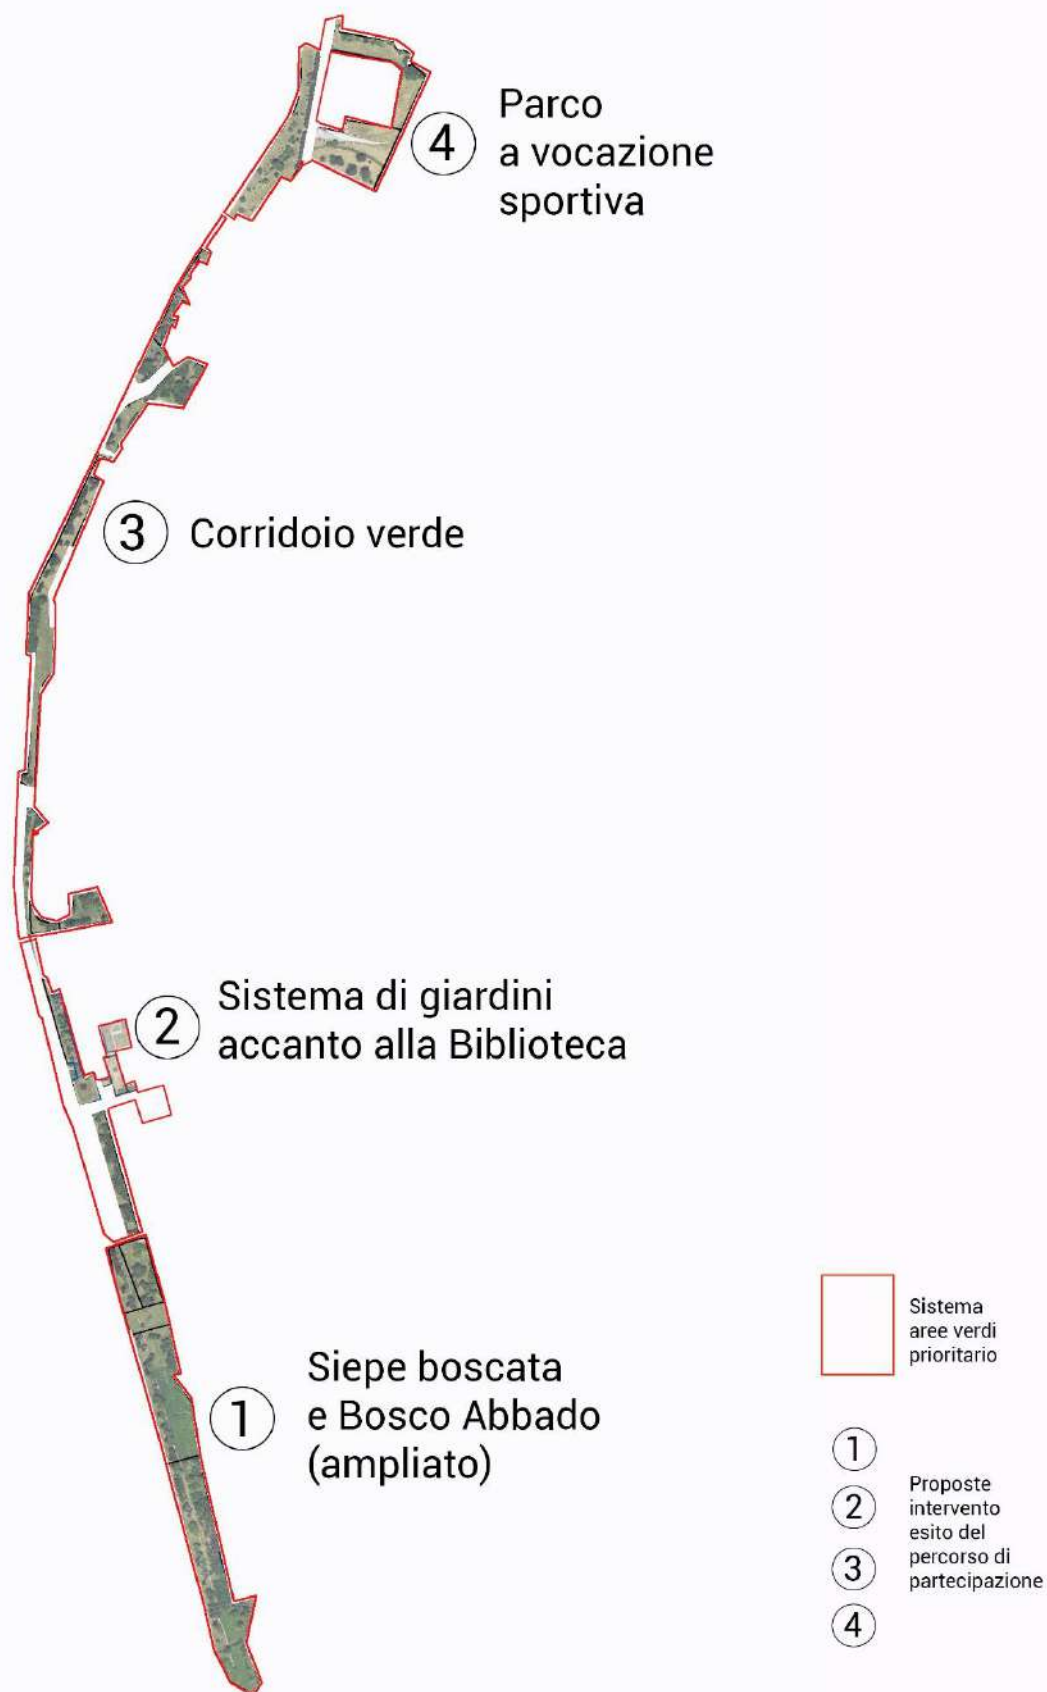 4
Parco
a vocazione
sportiva
3
Corridoio verde
2
Sistema di giardini
accanto alla Biblioteca
1
Siepe boscata
e Bosco Abbado
(ampliato)
Sistema
aree verdi
prioritario
1
2
3
4
Proposte
intervento
esito del
percorso di
partecipazione